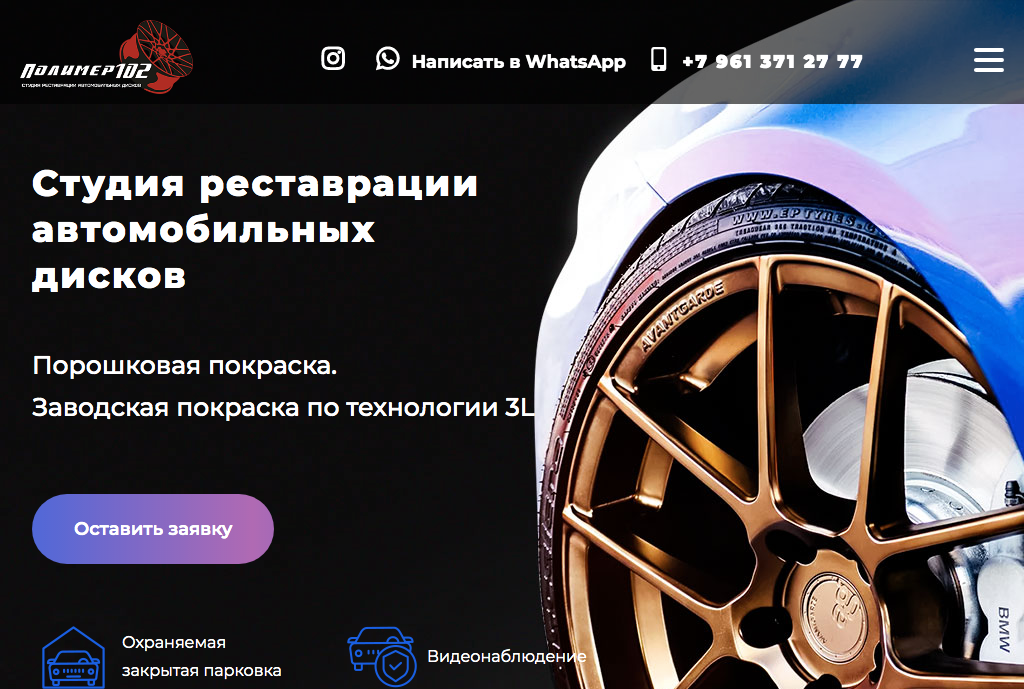 Полимер102
СТУДИЯ РЕСТАВРАЦИИ АВТОМОБИЛЬНЫХ ДИСКОВ
Написать в WhatsApp
+7 961 371 27 77
Студия реставрации
автомобильных
дисков
Порошковая покраска.
Заводская покраска по технологии 3L
Оставить заявку
Охраняемая
закрытая парковка
Видеонаблюдение
AVANTGARDE
BMW